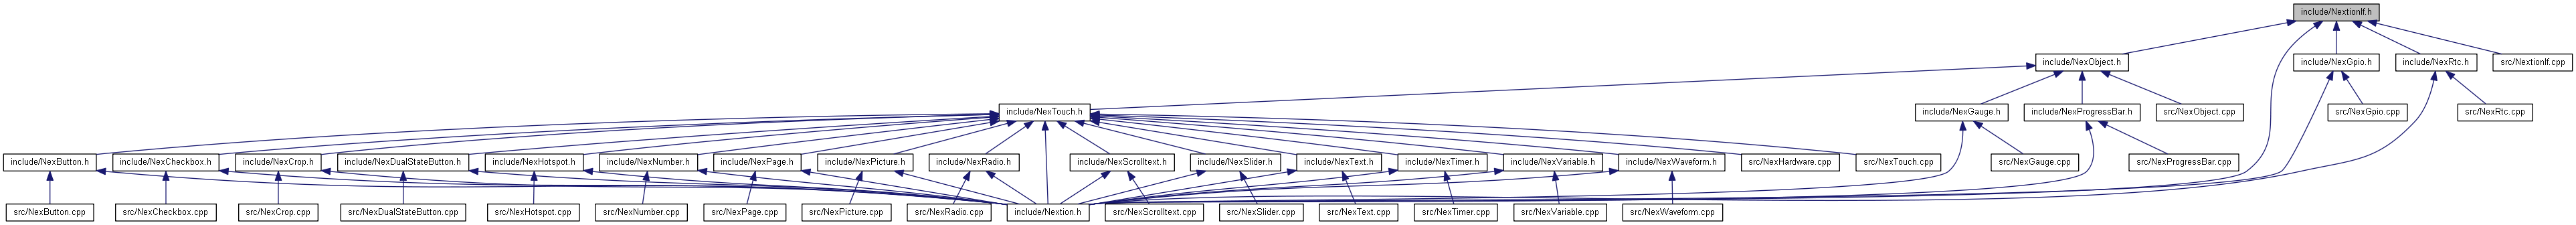 include/NextionIf.h
include/NexObject.h
include/NexGpio.h
include/NexRtc.h
src/NextionIf.cpp
include/NexTouch.h
include/NexGauge.h
include/NexProgressBar.h
src/NexObject.cpp
src/NexGpio.cpp
src/NexRtc.cpp
include/NexButton.h
include/NexCheckbox.h
include/NexCrop.h
include/NexDualStateButton.h
include/NexHotspot.h
include/NexNumber.h
include/NexPage.h
include/NexPicture.h
include/NexRadio.h
include/NexScrolltext.h
include/NexSlider.h
include/NexText.h
include/NexTimer.h
include/NexVariable.h
include/NexWaveform.h
src/NexHardware.cpp
src/NexTouch.cpp
src/NexGauge.cpp
src/NexProgressBar.cpp
src/NexButton.cpp
src/NexCheckbox.cpp
src/NexCrop.cpp
src/NexDualStateButton.cpp
src/NexHotspot.cpp
src/NexNumber.cpp
src/NexPage.cpp
src/NexPicture.cpp
src/NexRadio.cpp
include/Nextion.h
src/NexScrolltext.cpp
src/NexSlider.cpp
src/NexText.cpp
src/NexTimer.cpp
src/NexVariable.cpp
src/NexWaveform.cpp